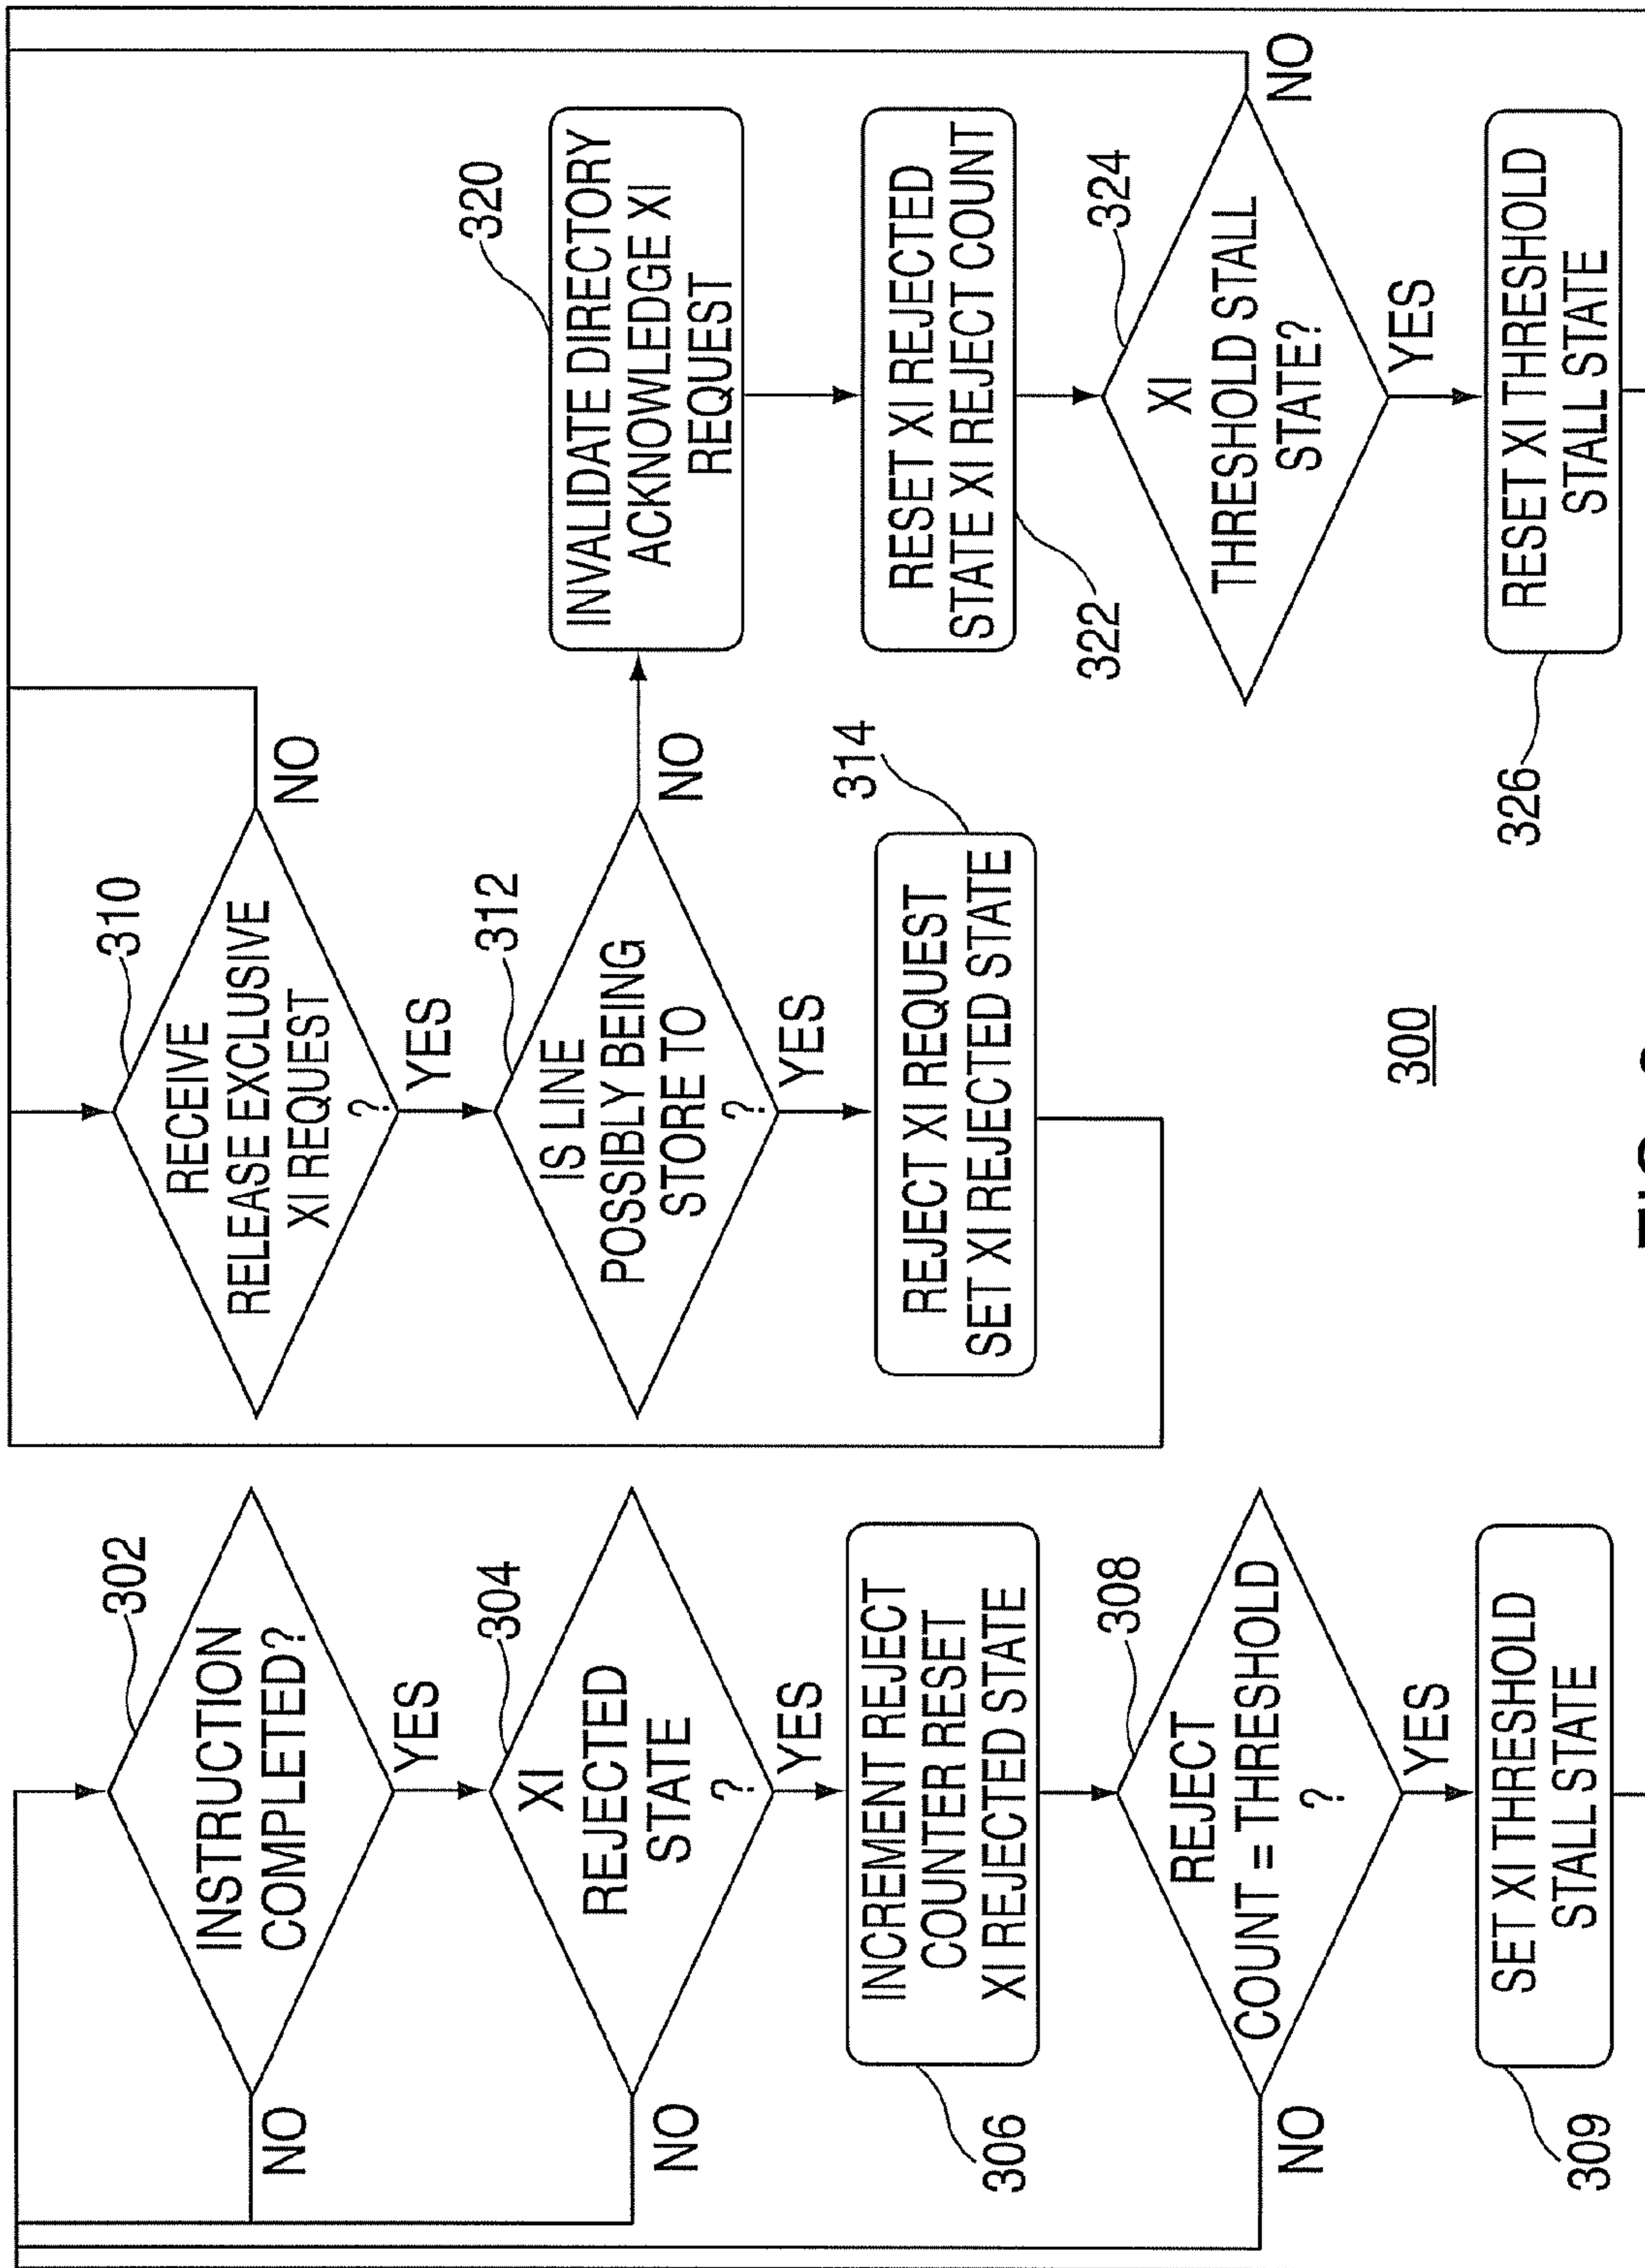 302
INSTRUCTION
COMPLETED?
NO
YES
304
XI
REJECTED
STATE
?
NO
YES
INCREMENT REJECT
COUNTER RESET
XI REJECTED STATE
306
308
REJECT
COUNT = THRESHOLD
?
NO
YES
SET XI THRESHOLD
STALL STATE
309
310
RECEIVE
RELEASE EXCLUSIVE
XI REQUEST
?
NO
YES
312
IS LINE
POSSIBLY BEING
STORE TO
?
NO
YES
314
REJECT XI REQUEST
SET XI REJECTED STATE
320
INVALIDATE DIRECTORY
ACKNOWLEDGE XI
REQUEST
RESET XI REJECTED
STATE XI REJECT COUNT
322
324
XI
THRESHOLD STALL
STATE?
NO
YES
RESET XI THRESHOLD
STALL STATE
326
300